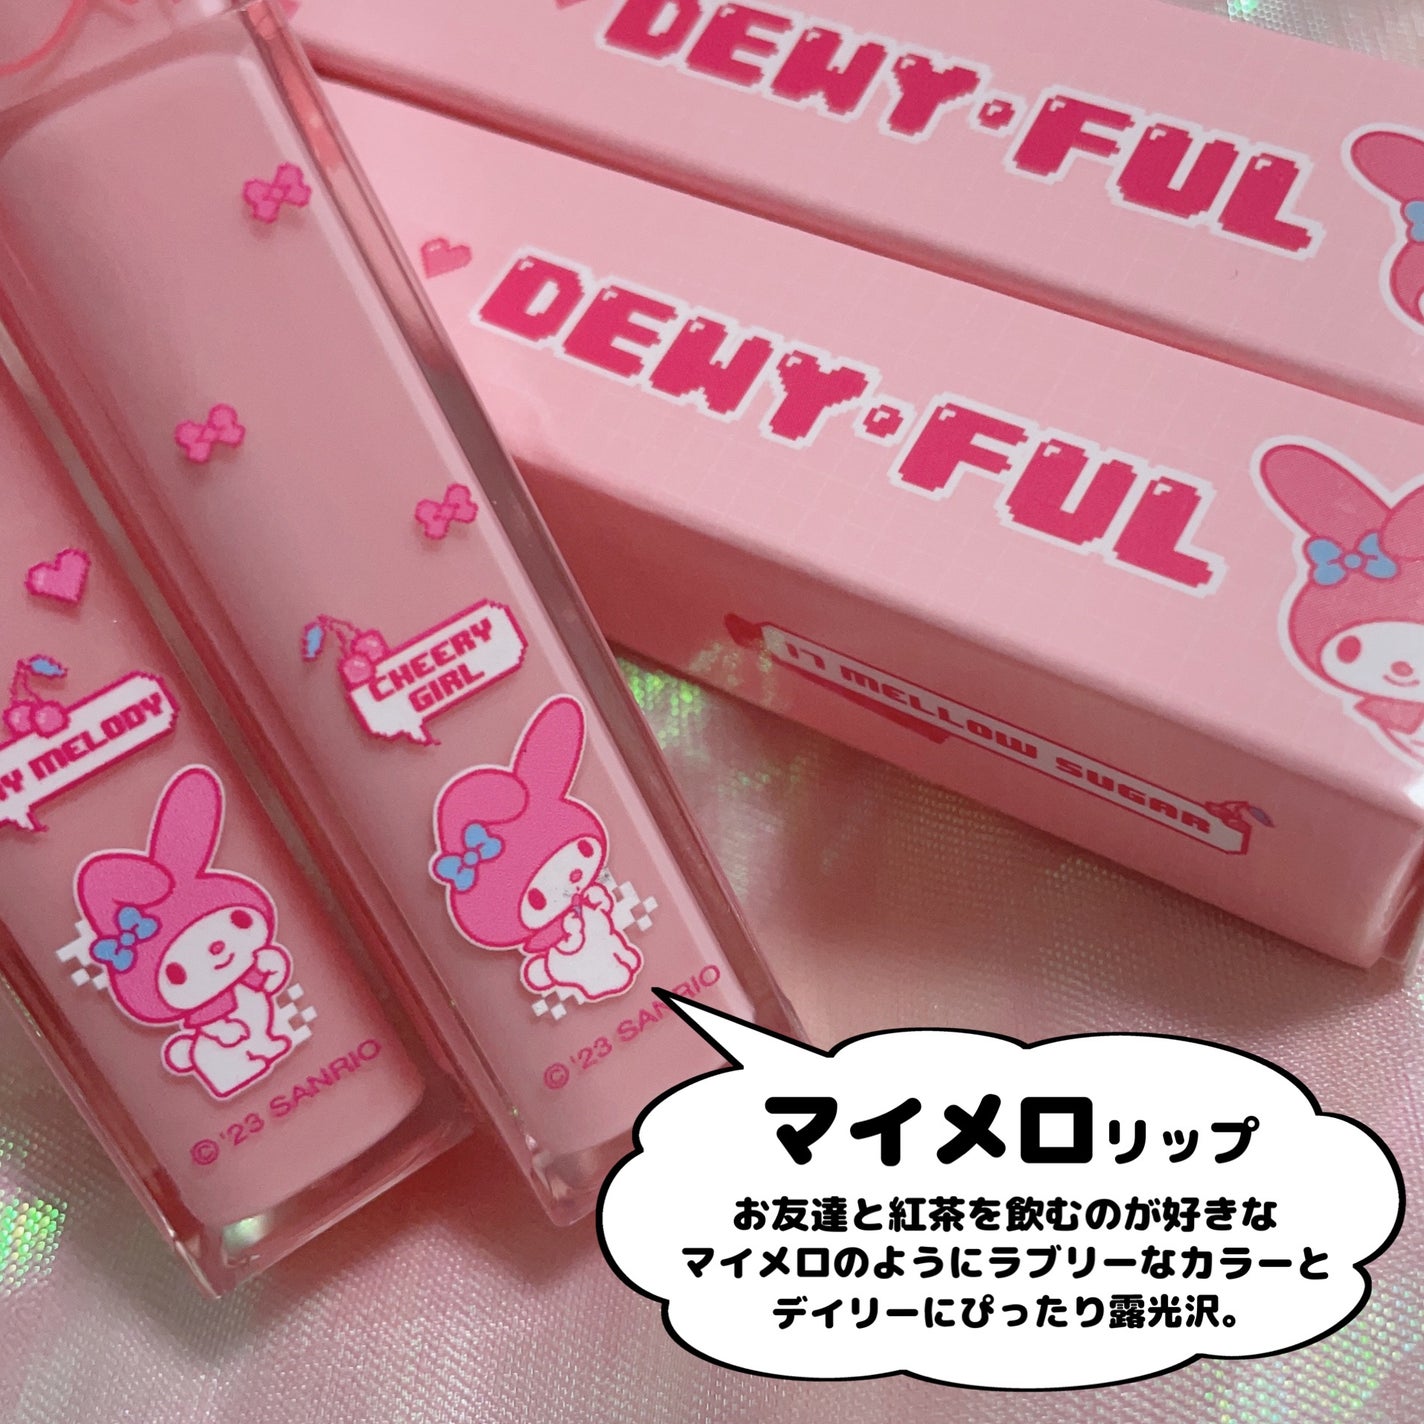 DEWY·FUL
DEWY·FUL
17 MELLOW SUGAR
CHEERY
GIRL
MY MELODY
© '23 SANRIO
© '23 SANRIO
マイメロリップ
お友達と紅茶を飲むのが好きな
マイメロのようにラブリーなカラーと
デイリーにぴったり露光沢。